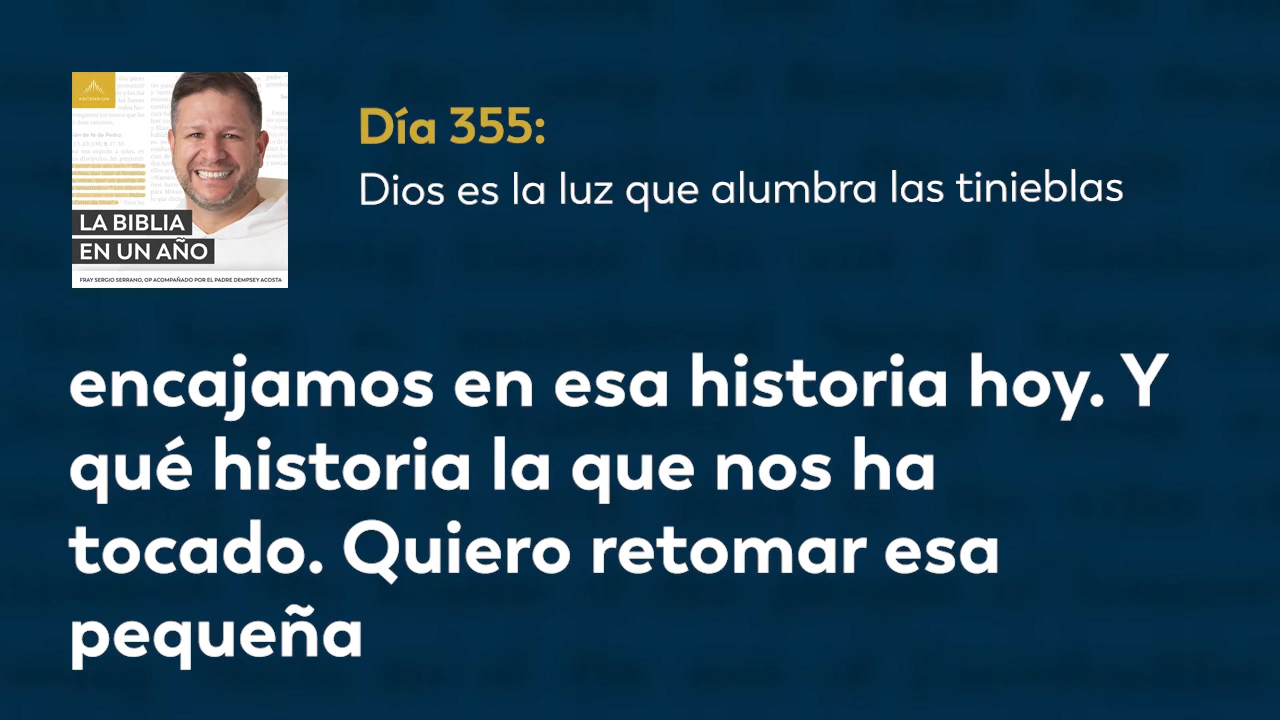 ASCENSION
LA BIBLIA
EN UN AÑO
FRAY SERGIO SERRANO, OP ACOMPAÑADO POR EL PADRE DEMPSEY ACOSTA
Día 355:
Dios es la luz que alumbra las tinieblas
encajamos en esa historia hoy. Y
qué historia la que nos ha
tocado. Quiero retomar esa
pequeña